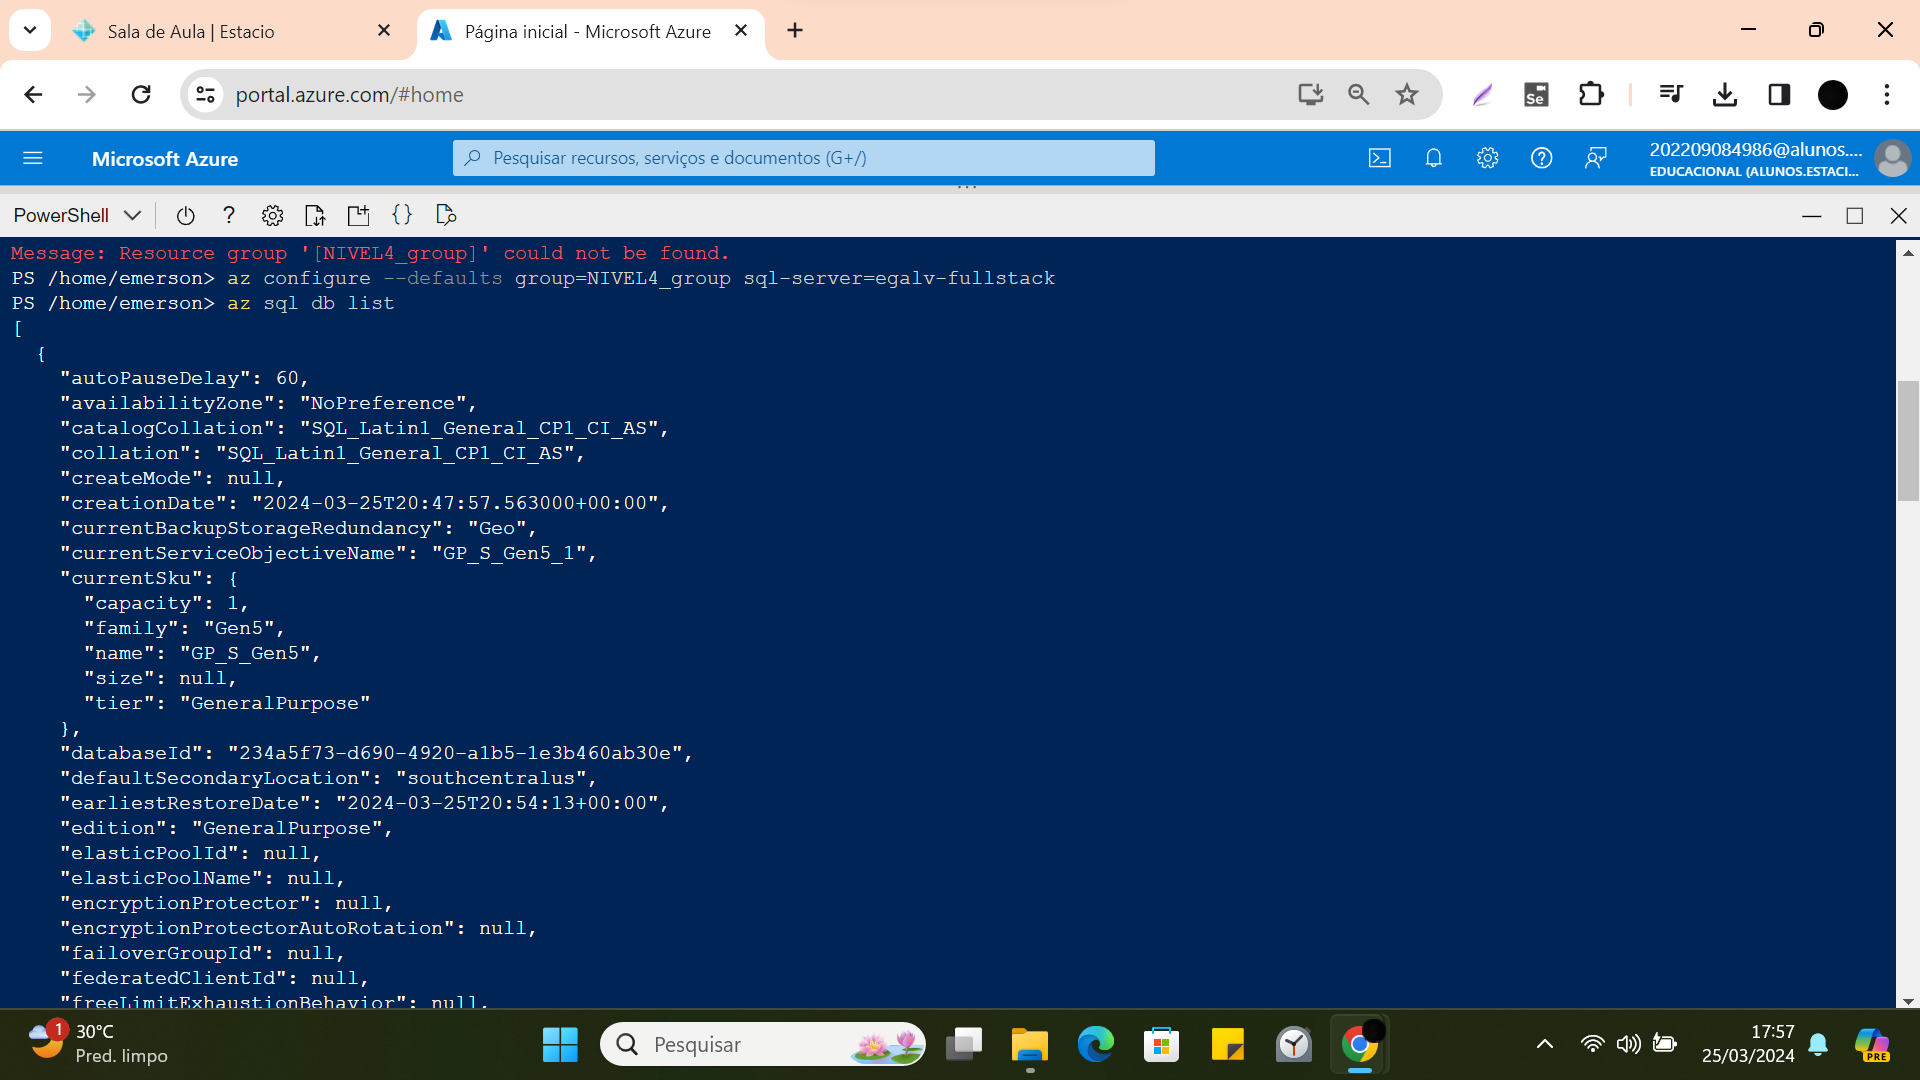 Sala de Aula | Estacio
Página inicial - Microsoft Azure
portal.azure.com/#home
Se
Microsoft Azure
Pesquisar recursos, serviços e documentos (G+/)
202209084986@alunos....
EDUCACIONAL (ALUNOS.ESTACI...
PowerShell
Message: Resource group '[NIVEL4_group]' could not be found.
PS /home/emerson> az configure --defaults group=NIVEL4_group sql-server=egalv-fullstack
PS /home/emerson> az sql db list
[
{
"autoPauseDelay": 60,
"availabilityZone": "NoPreference",
"catalogCollation": "SQL_Latin1_General_CP1_CI_AS",
"collation": "SQL_Latin1_General_CP1_CI_AS",
"createMode": null,
"creationDate": "2024-03-25T20:47:57.563000+00:00",
"currentBackupStorageRedundancy": "Geo",
"currentServiceObjectiveName": "GP_S_Gen5_1",
"currentSku": {
"capacity": 1,
"family": "Gen5",
"name": "GP_S_Gen5",
"size": null,
"tier": "GeneralPurpose"
},
"databaseId": "234a5f73-d690-4920-a1b5-1e3b460ab30e",
"defaultSecondaryLocation": "southcentralus",
"earliestRestoreDate": "2024-03-25T20:54:13+00:00",
"edition": "GeneralPurpose",
"elasticPoolId": null,
"elasticPoolName": null,
"encryptionProtector": null,
"encryptionProtectorAutoRotation": null,
"failoverGroupId": null,
"federatedClientId": null,
"freeLimitExhaustionBehavior": null,
1
30°C
Pred. limpo
Pesquisar
17:57
25/03/2024
PRE